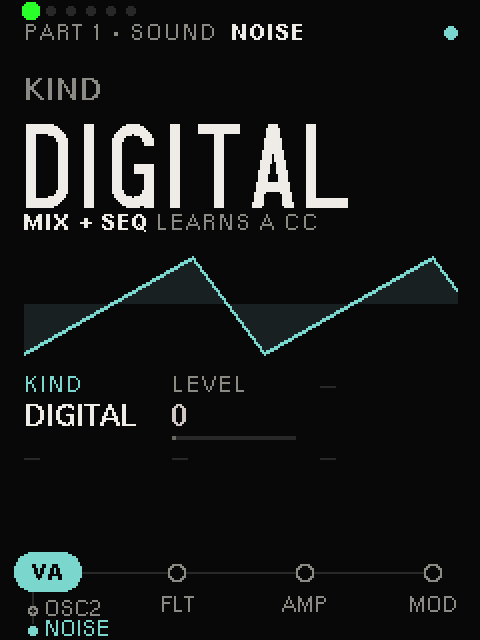 PART 1 · SOUND NOISE
KIND
DIGITAL
MIX + SEQ LEARNS A CC
KIND LEVEL —
DIGITAL 0
— — —
VA
OSC2 FLT AMP MOD
NOISE